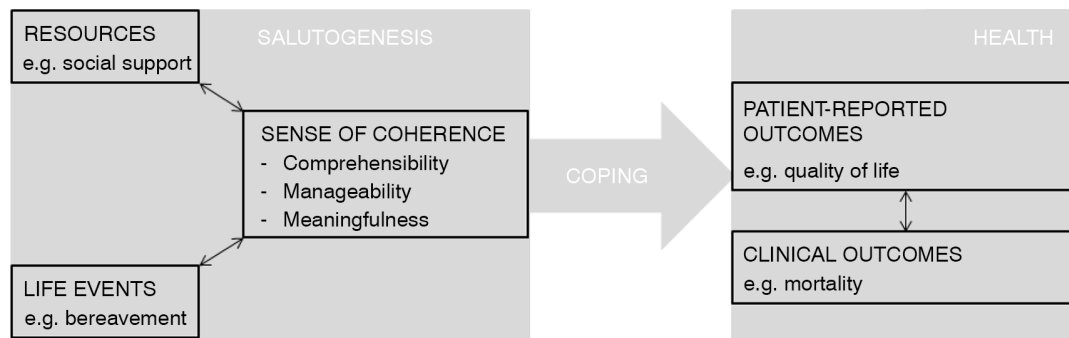 RESOURCES
e.g. social support
SALUTOGENESIS
SENSE OF COHERENCE
- Comprehensibility
- Manageability
- Meaningfulness
LIFE EVENTS
e.g. bereavement
COPING
HEALTH
PATIENT-REPORTED
OUTCOMES
e.g. quality of life
CLINICAL OUTCOMES
e.g. mortality